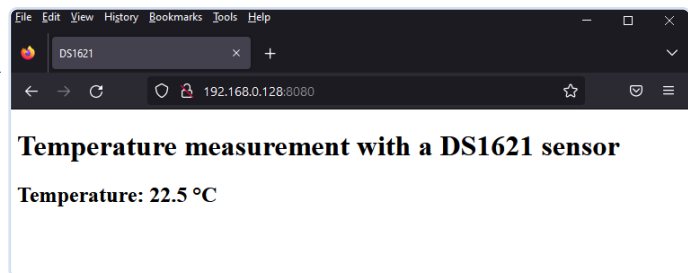 File Edit View History Bookmarks Tools Help
DS1621
192.168.0.128:8080
Temperature measurement with a DS1621 sensor
Temperature: 22.5 °C